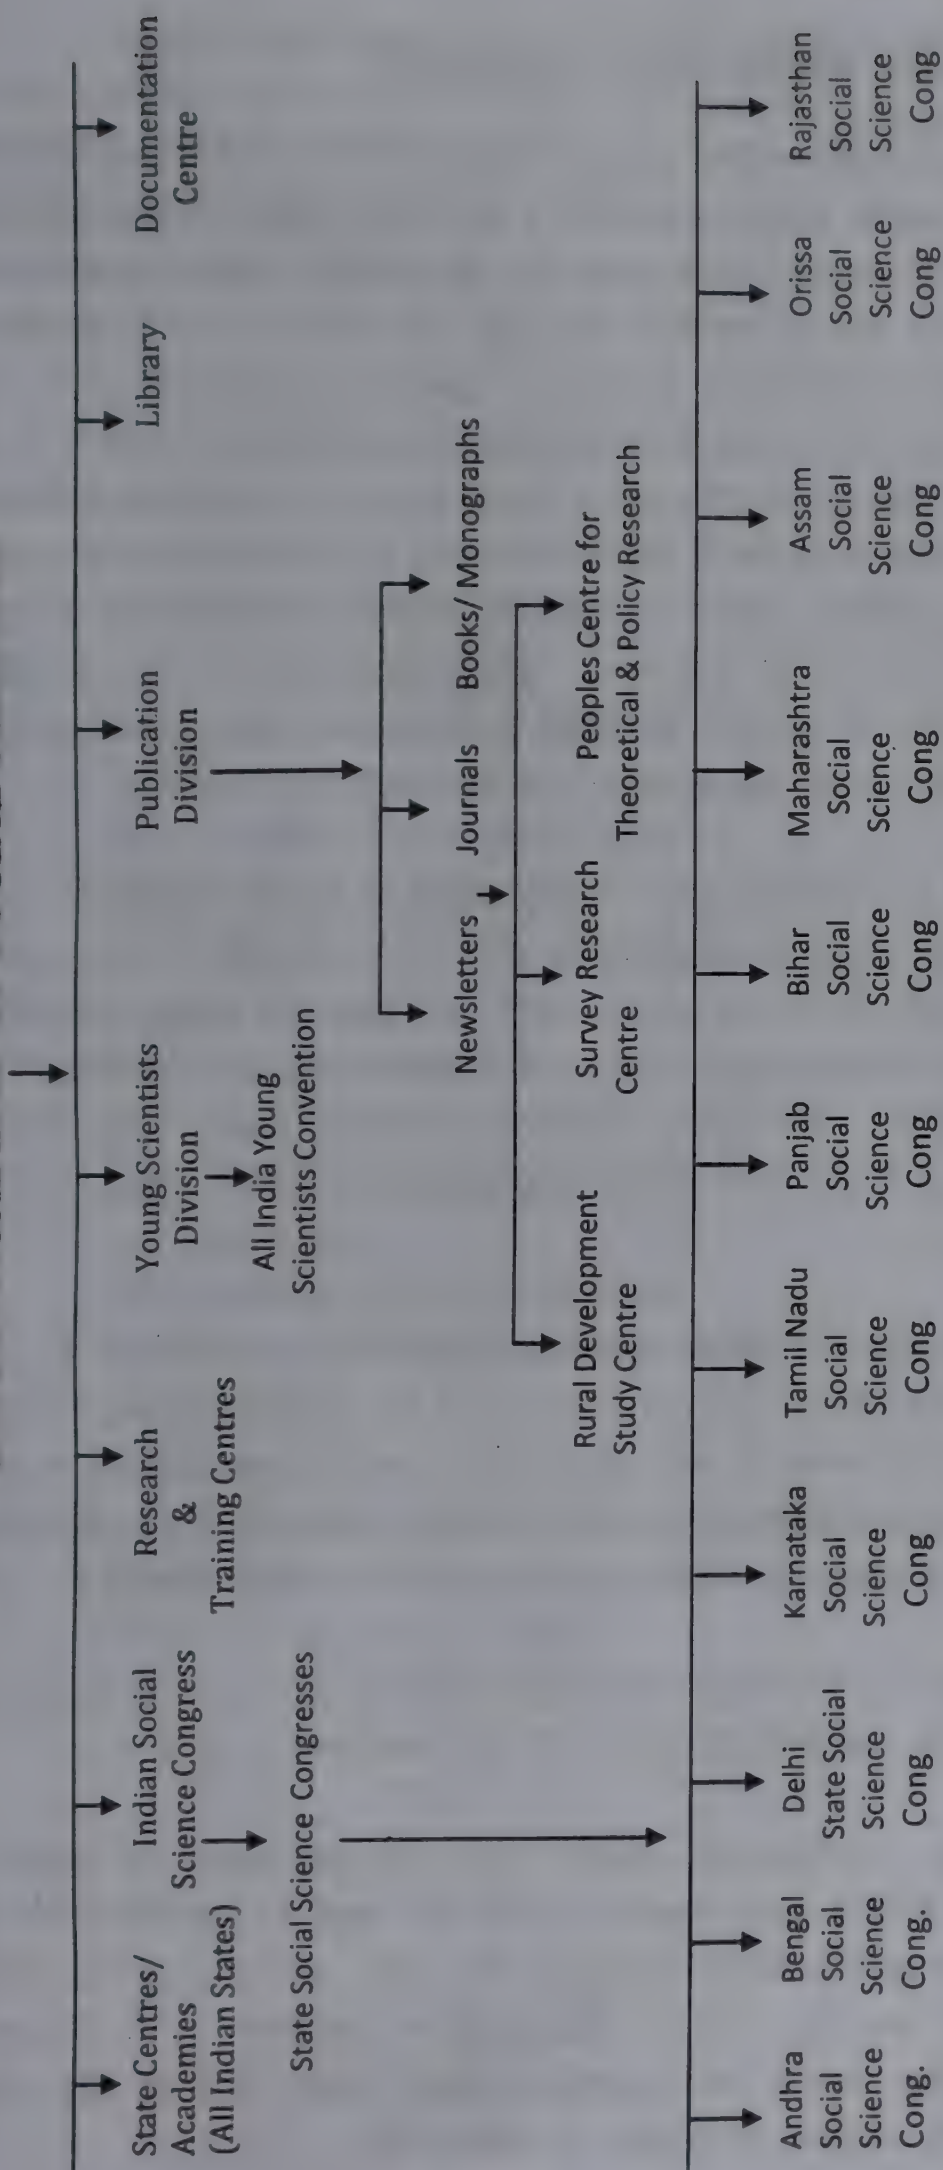 State Centres/
Academies
(All Indian States)
Indian Social
Science Congress
State Social Science Congresses
Research
&
Training Centres
Young Scientists
Division
All India Young
Scientists Convention
Publication
Division
Library
Documentation
Centre
Newsletters
Journals
Books/ Monographs
Rural Development
Study Centre
Survey Research
Centre
Peoples Centre for
Theoretical & Policy Research
Andhra
Social
Science
Cong.
Bengal
Social
Science
Cong.
Delhi
State Social
Science
Cong
Karnataka
Social
Science
Cong
Tamil Nadu
Social
Science
Cong
Panjab
Social
Science
Cong
Bihar
Social
Science
Cong
Maharashtra
Social
Science
Cong
Assam
Social
Science
Cong
Orissa
Social
Science
Cong
Rajasthan
Social
Science
Cong